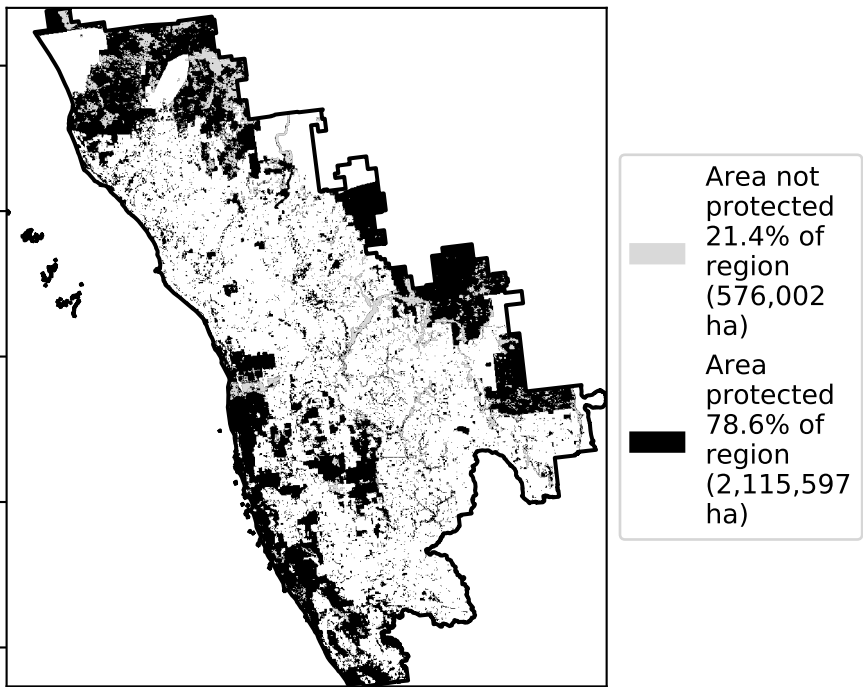 Area not
protected
21.4% of
region
(576,002
ha)
Area
protected
78.6% of
region
(2,115,597
ha)